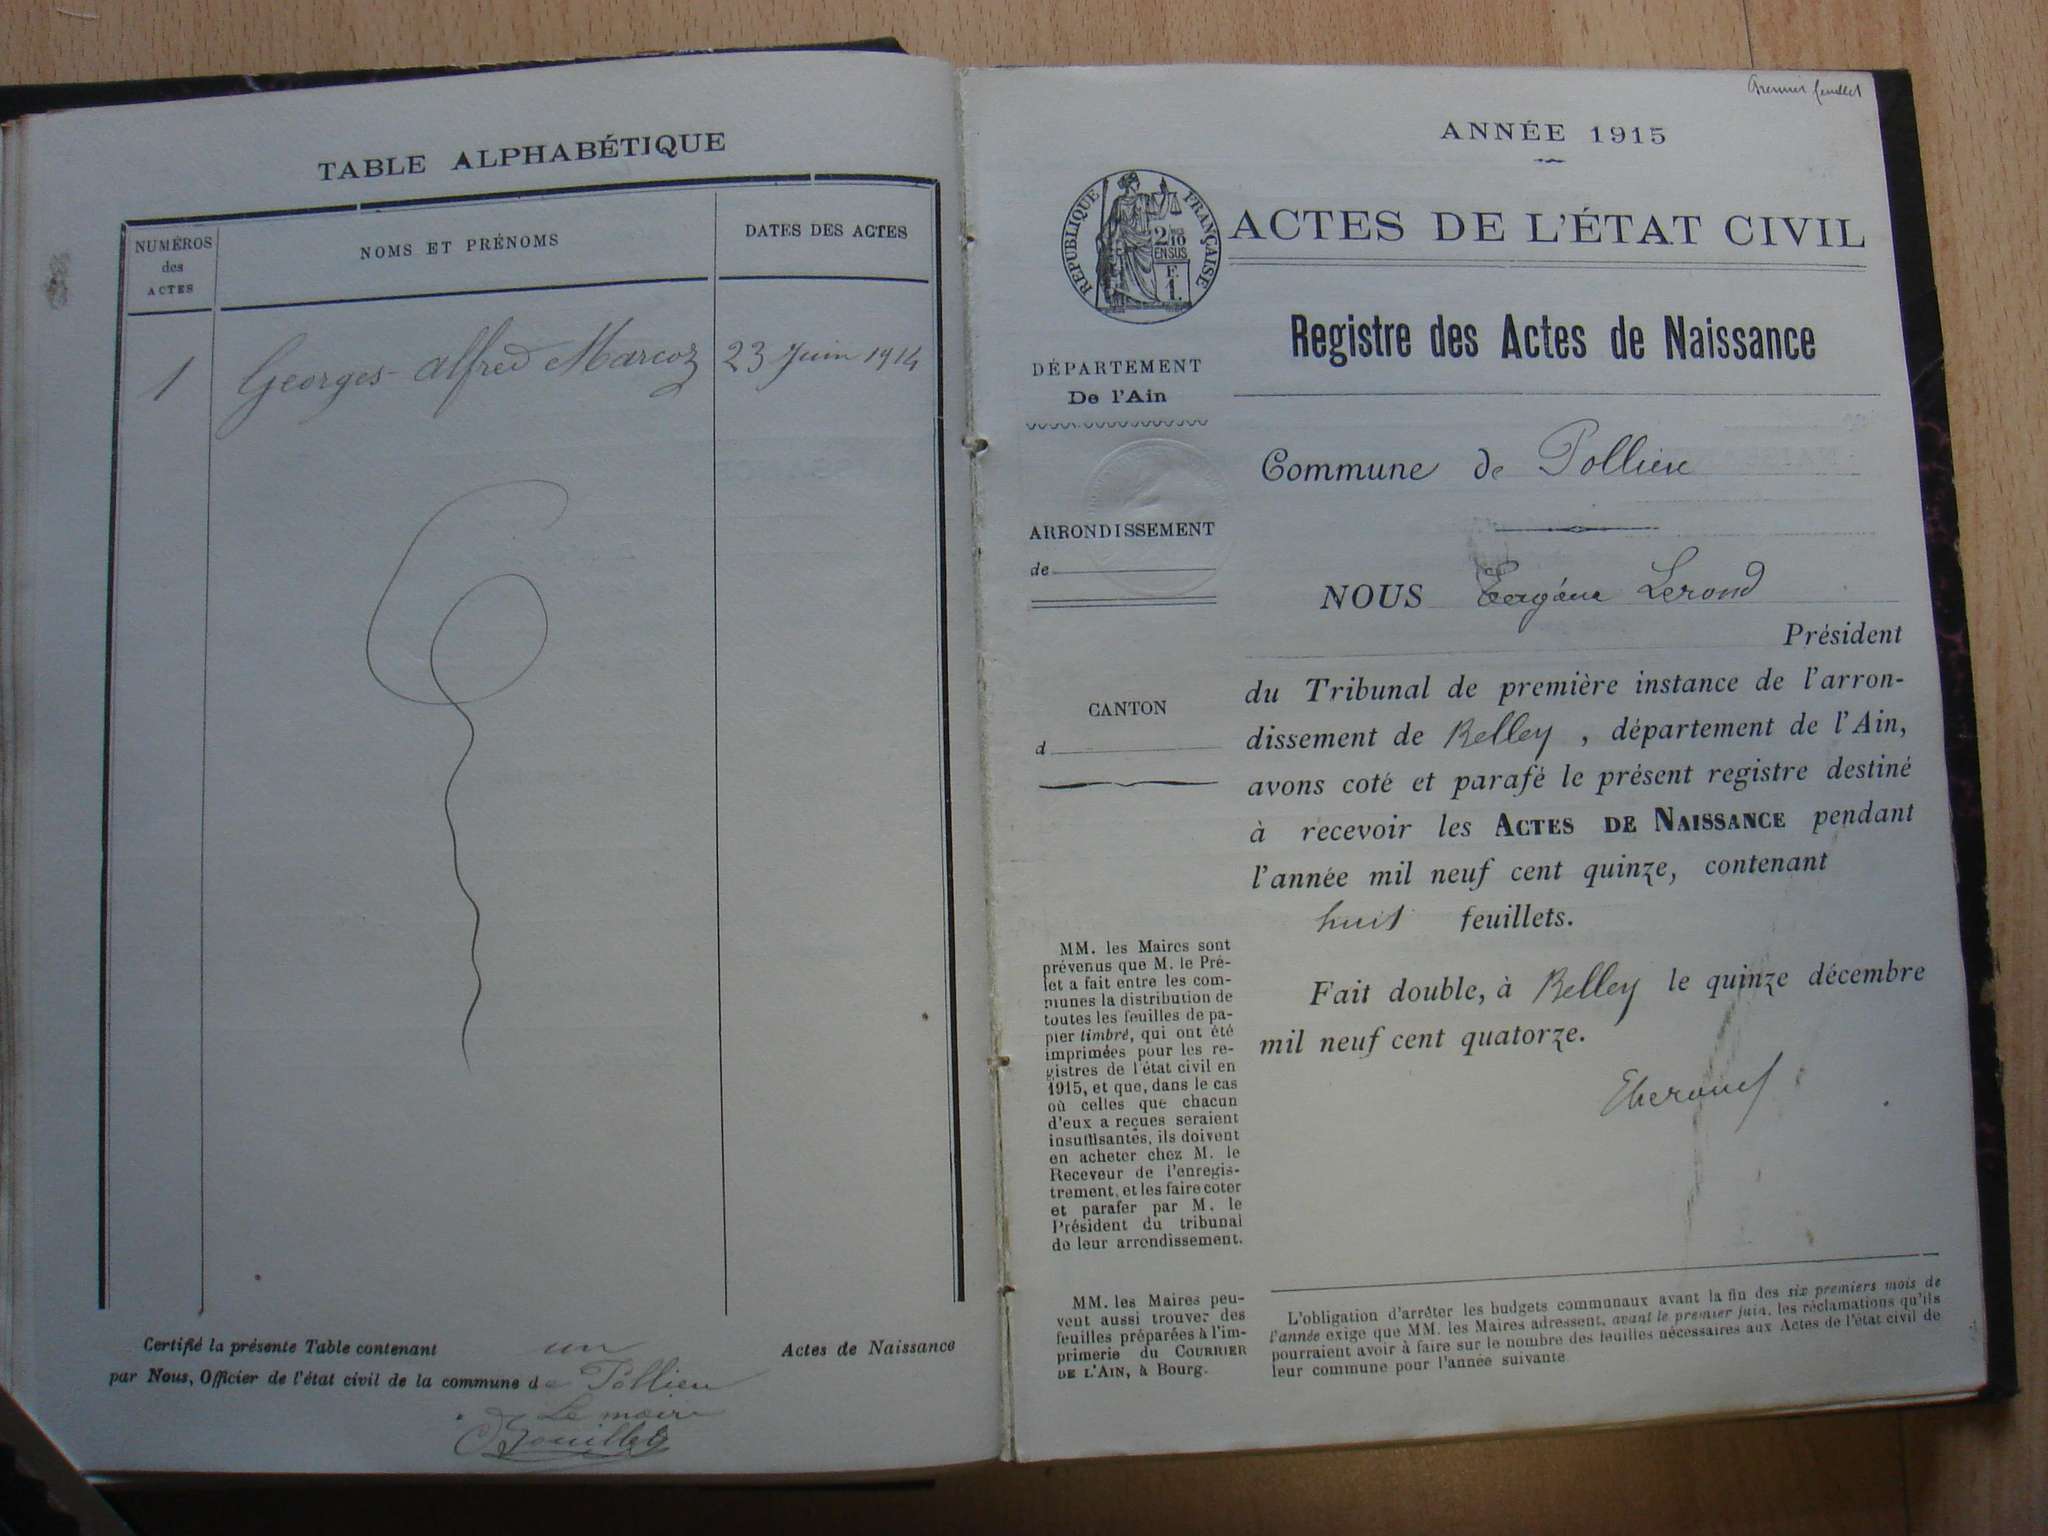 TABLE ALPHABÉTIQUE
NUMÉROS
des
ACTES
NOMS ET PRÉNOMS
DATES DES ACTES
1 Georges-Alfred Marcoz 23 Juin 1914
Certifié la présente Table contenant un Actes de Naissance
par Nous, Officier de l'état civil de la commune de Pollieu
Le maire
Premier feuillet
ANNÉE 1915
RÉPUBLIQUE FRANÇAISE
2/10
EN SUS
F.
1.
ACTES DE L'ÉTAT CIVIL
Registre des Actes de Naissance
DÉPARTEMENT
De l'Ain
Commune de Pollieu
ARRONDISSEMENT
de
NOUS Lerond
Président
CANTON
d
du Tribunal de première instance de l'arron-
dissement de Belley, département de l'Ain,
avons coté et parafé le présent registre destiné
à recevoir les ACTES DE NAISSANCE pendant
l'année mil neuf cent quinze, contenant
huit feuillets.
Fait double, à Belley le quinze décembre
mil neuf cent quatorze.
MM. les Maires sont
prévenus que M. le Pré-
fet a fait entre les com-
munes la distribution de
toutes les feuilles de pa-
pier timbré, qui ont été
imprimées pour les re-
gistres de l'état civil en
1915, et que, dans le cas
où celles que chacun
d'eux a reçues seraient
insuffisantes, ils doivent
en acheter chez M. le
Receveur de l'enregis-
trement, et les faire coter
et parafer par M. le
Président du tribunal
de leur arrondissement.
MM. les Maires peu-
vent aussi trouver des
feuilles préparées à l'im-
primerie du COURRIER
DE L'AIN, à Bourg.
L'obligation d'arrêter les budgets communaux avant la fin des six premiers mois de
l'année exige que MM. les Maires adressent, avant le premier juin, les réclamations qu'ils
pourraient avoir à faire sur le nombre des feuilles nécessaires aux Actes de l'état civil de
leur commune pour l'année suivante